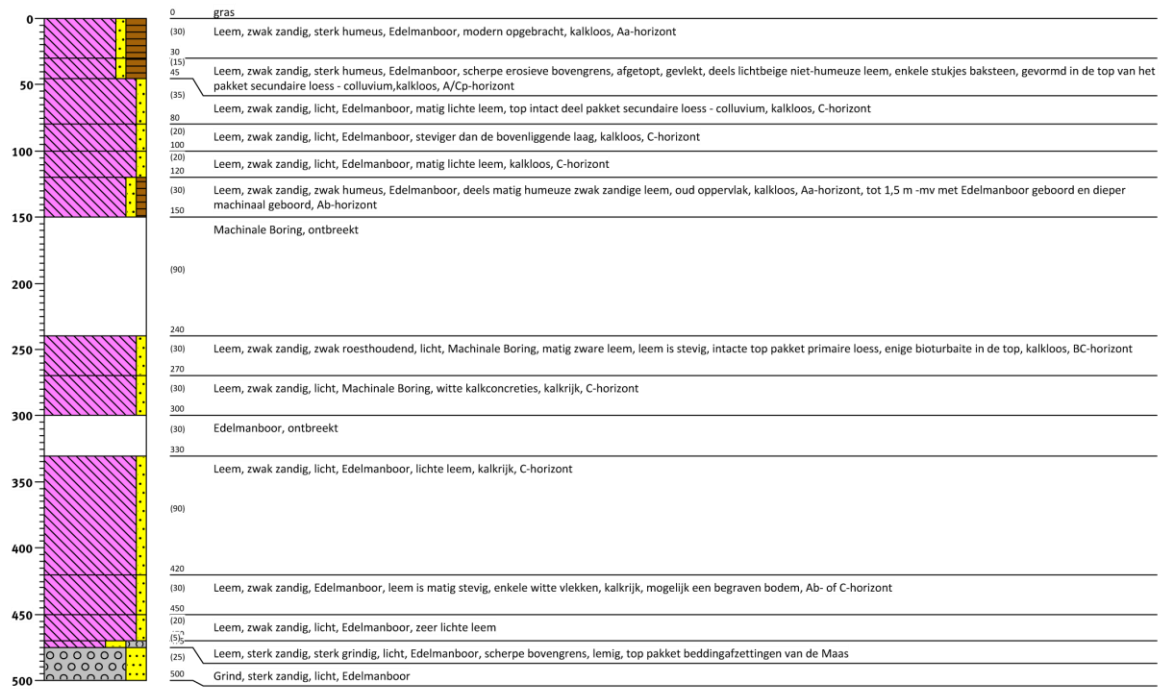 0
gras
0
(30)
Leem, zwak zandig, sterk humeus, Edelmanboor, modern opgebracht, kalkloos, Aa-horizont
30
(15)
45
Leem, zwak zandig, sterk humeus, Edelmanboor, scherpe erosieve bovengrens, afgetopt, gevlekt, deels lichtbeige niet-humeuze leem, enkele stukjes baksteen, gevormd in de top van het
pakket secundaire loess - colluvium,kalkloos, A/Cp-horizont
50
(35)
Leem, zwak zandig, licht, Edelmanboor, matig lichte leem, top intact deel pakket secundaire loess - colluvium, kalkloos, C-horizont
80
(20)
Leem, zwak zandig, licht, Edelmanboor, steviger dan de bovenliggende laag, kalkloos, C-horizont
100
100
(20)
Leem, zwak zandig, licht, Edelmanboor, matig lichte leem, kalkloos, C-horizont
120
(30)
Leem, zwak zandig, zwak humeus, Edelmanboor, deels matig humeuze zwak zandige leem, oud oppervlak, kalkloos, Aa-horizont, tot 1,5 m -mv met Edelmanboor geboord en dieper
machinaal geboord, Ab-horizont
150
150
Machinale Boring, ontbreekt
(90)
200
240
250
(30)
Leem, zwak zandig, zwak roesthoudend, licht, Machinale Boring, matig zware leem, leem is stevig, intacte top pakket primaire loess, enige bioturbaite in de top, kalkloos, BC-horizont
270
(30)
Leem, zwak zandig, licht, Machinale Boring, witte kalkconcreties, kalkrijk, C-horizont
300
300
(30)
Edelmanboor, ontbreekt
330
Leem, zwak zandig, licht, Edelmanboor, lichte leem, kalkrijk, C-horizont
350
(90)
400
420
(30)
Leem, zwak zandig, Edelmanboor, leem is matig stevig, enkele witte vlekken, kalkrijk, mogelijk een begraven bodem, Ab- of C-horizont
450
450
(20)
Leem, zwak zandig, licht, Edelmanboor, zeer lichte leem
(5)
Leem, sterk zandig, sterk grindig, licht, Edelmanboor, scherpe bovengrens, lemig, top pakket beddingafzettingen van de Maas
(25)
500
500
Grind, sterk zandig, licht, Edelmanboor